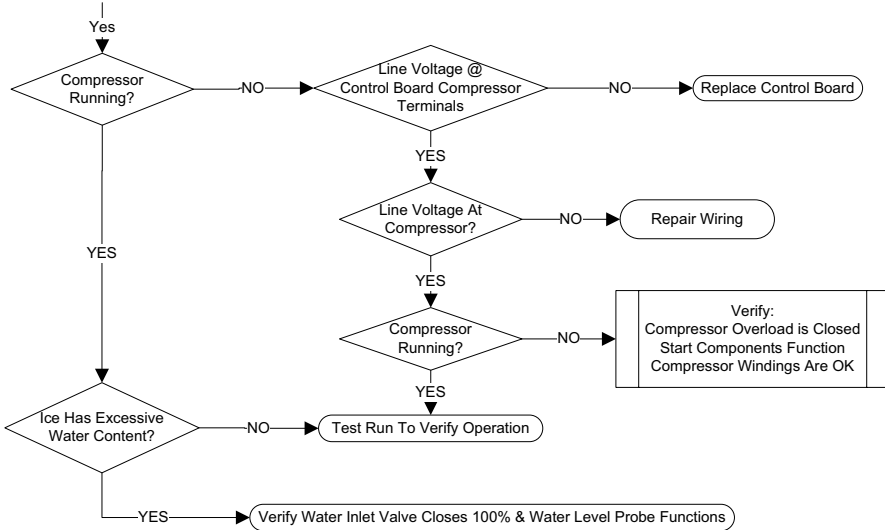 Yes
Compressor
Running?
NO
Line Voltage @
Control Board Compressor
Terminals
NO
Replace Control Board
YES
Line Voltage At
Compressor?
NO
Repair Wiring
YES
YES
Compressor
Running?
NO
Verify:
Compressor Overload is Closed
Start Components Function
Compressor Windings Are OK
YES
Ice Has Excessive
Water Content?
NO
Test Run To Verify Operation
YES
Verify Water Inlet Valve Closes 100% & Water Level Probe Functions